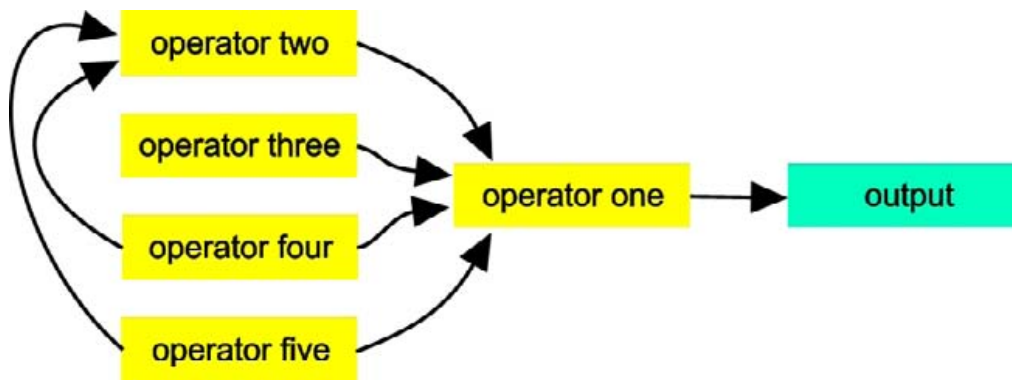 operator two
operator three
operator one
output
operator four
operator five